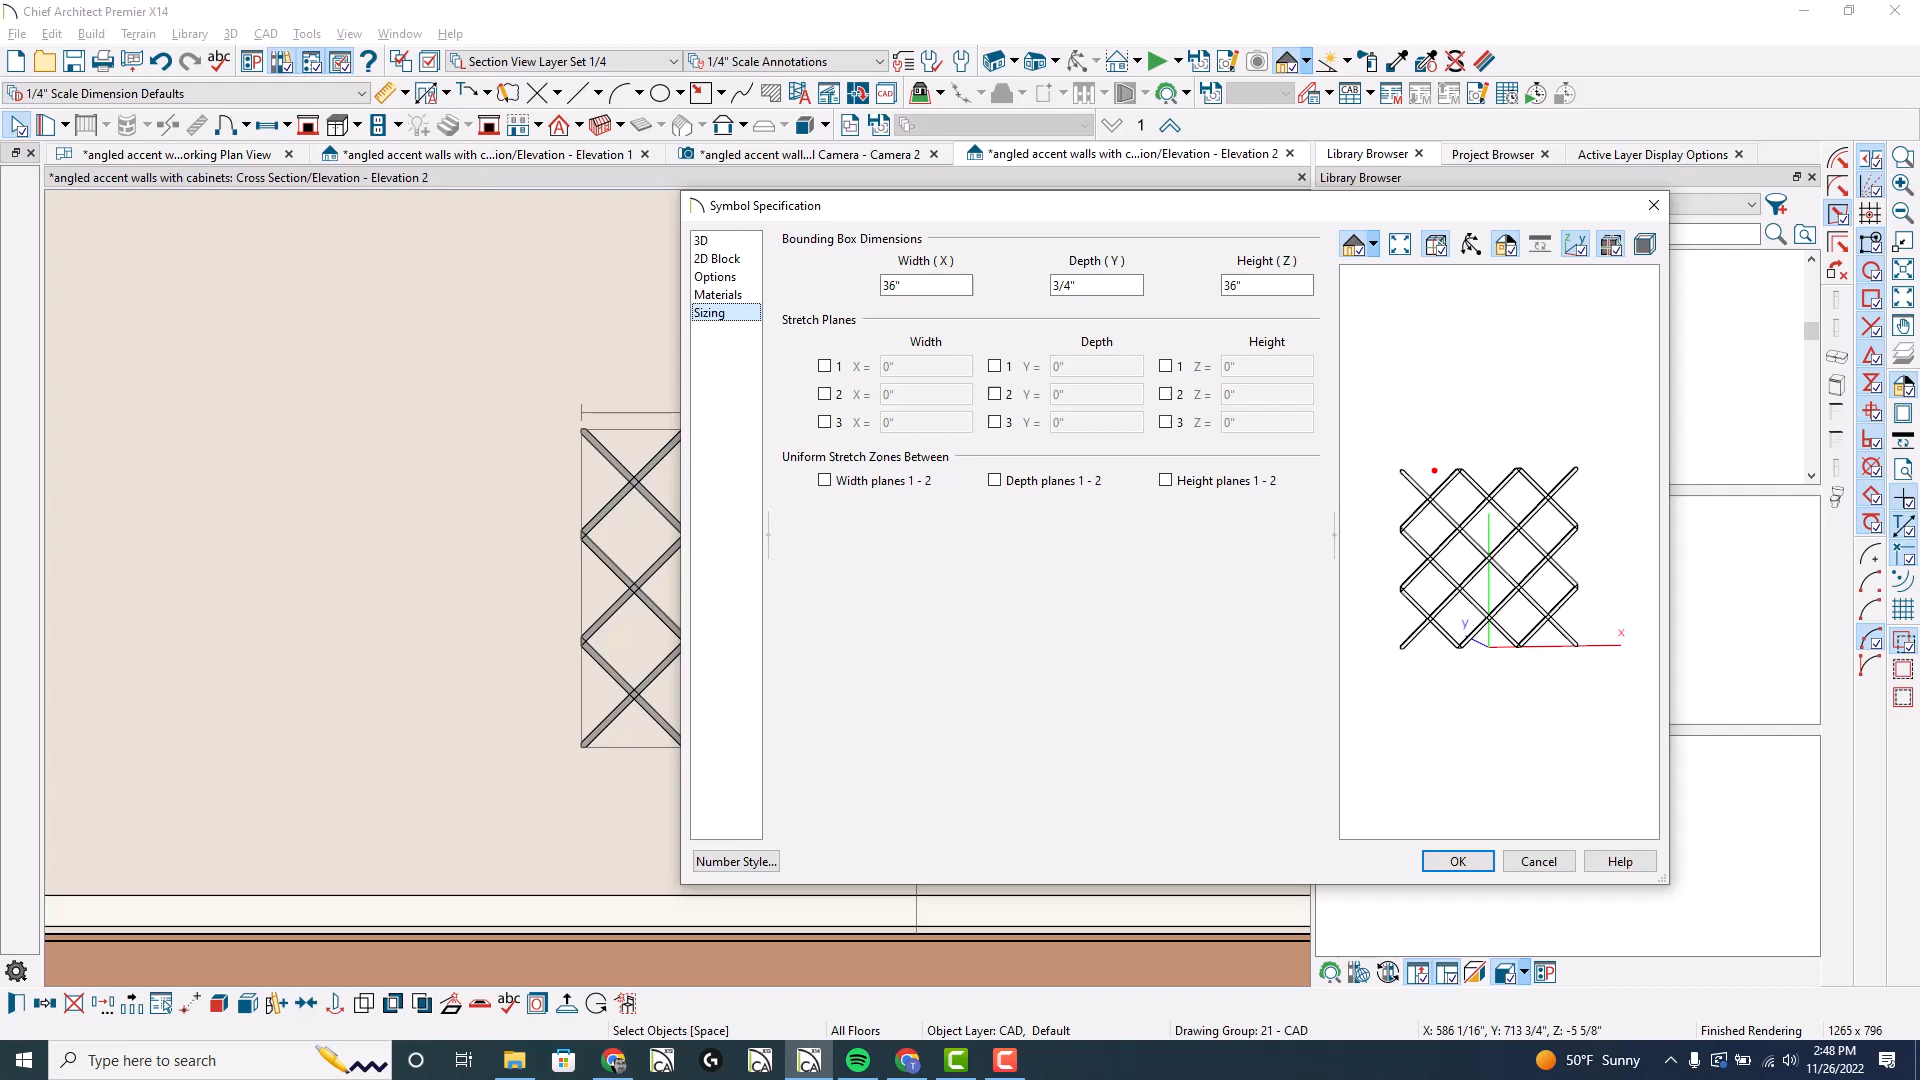 Chief Architect Premier X14
File Edit Build Terrain Library 3D CAD Tools View Window Help
Section View Layer Set 1/4
1/4" Scale Annotations
1/4" Scale Dimension Defaults
1
*angled accent w...orking Plan View
*angled accent walls with c...ion/Elevation - Elevation 1
*angled accent wall...l Camera - Camera 2
*angled accent walls with c...ion/Elevation - Elevation 2
Library Browser
Project Browser
Active Layer Display Options
*angled accent walls with cabinets: Cross Section/Elevation - Elevation 2
Library Browser
Symbol Specification
3D
2D Block
Options
Materials
Sizing
Bounding Box Dimensions
Width ( X ) Depth ( Y ) Height ( Z )
36" 3/4" 36"
Stretch Planes
Width Depth Height
1 X = 0" 1 Y = 0" 1 Z = 0"
2 X = 0" 2 Y = 0" 2 Z = 0"
3 X = 0" 3 Y = 0" 3 Z = 0"
Uniform Stretch Zones Between
Width planes 1 - 2 Depth planes 1 - 2 Height planes 1 - 2
y
x
Number Style...
OK Cancel Help
Select Objects [Space]
All Floors
Object Layer: CAD, Default
Drawing Group: 21 - CAD
X: 586 1/16", Y: 713 3/4", Z: -5 5/8"
Finished Rendering
1265 x 796
Type here to search
50°F Sunny
2:48 PM
11/26/2022